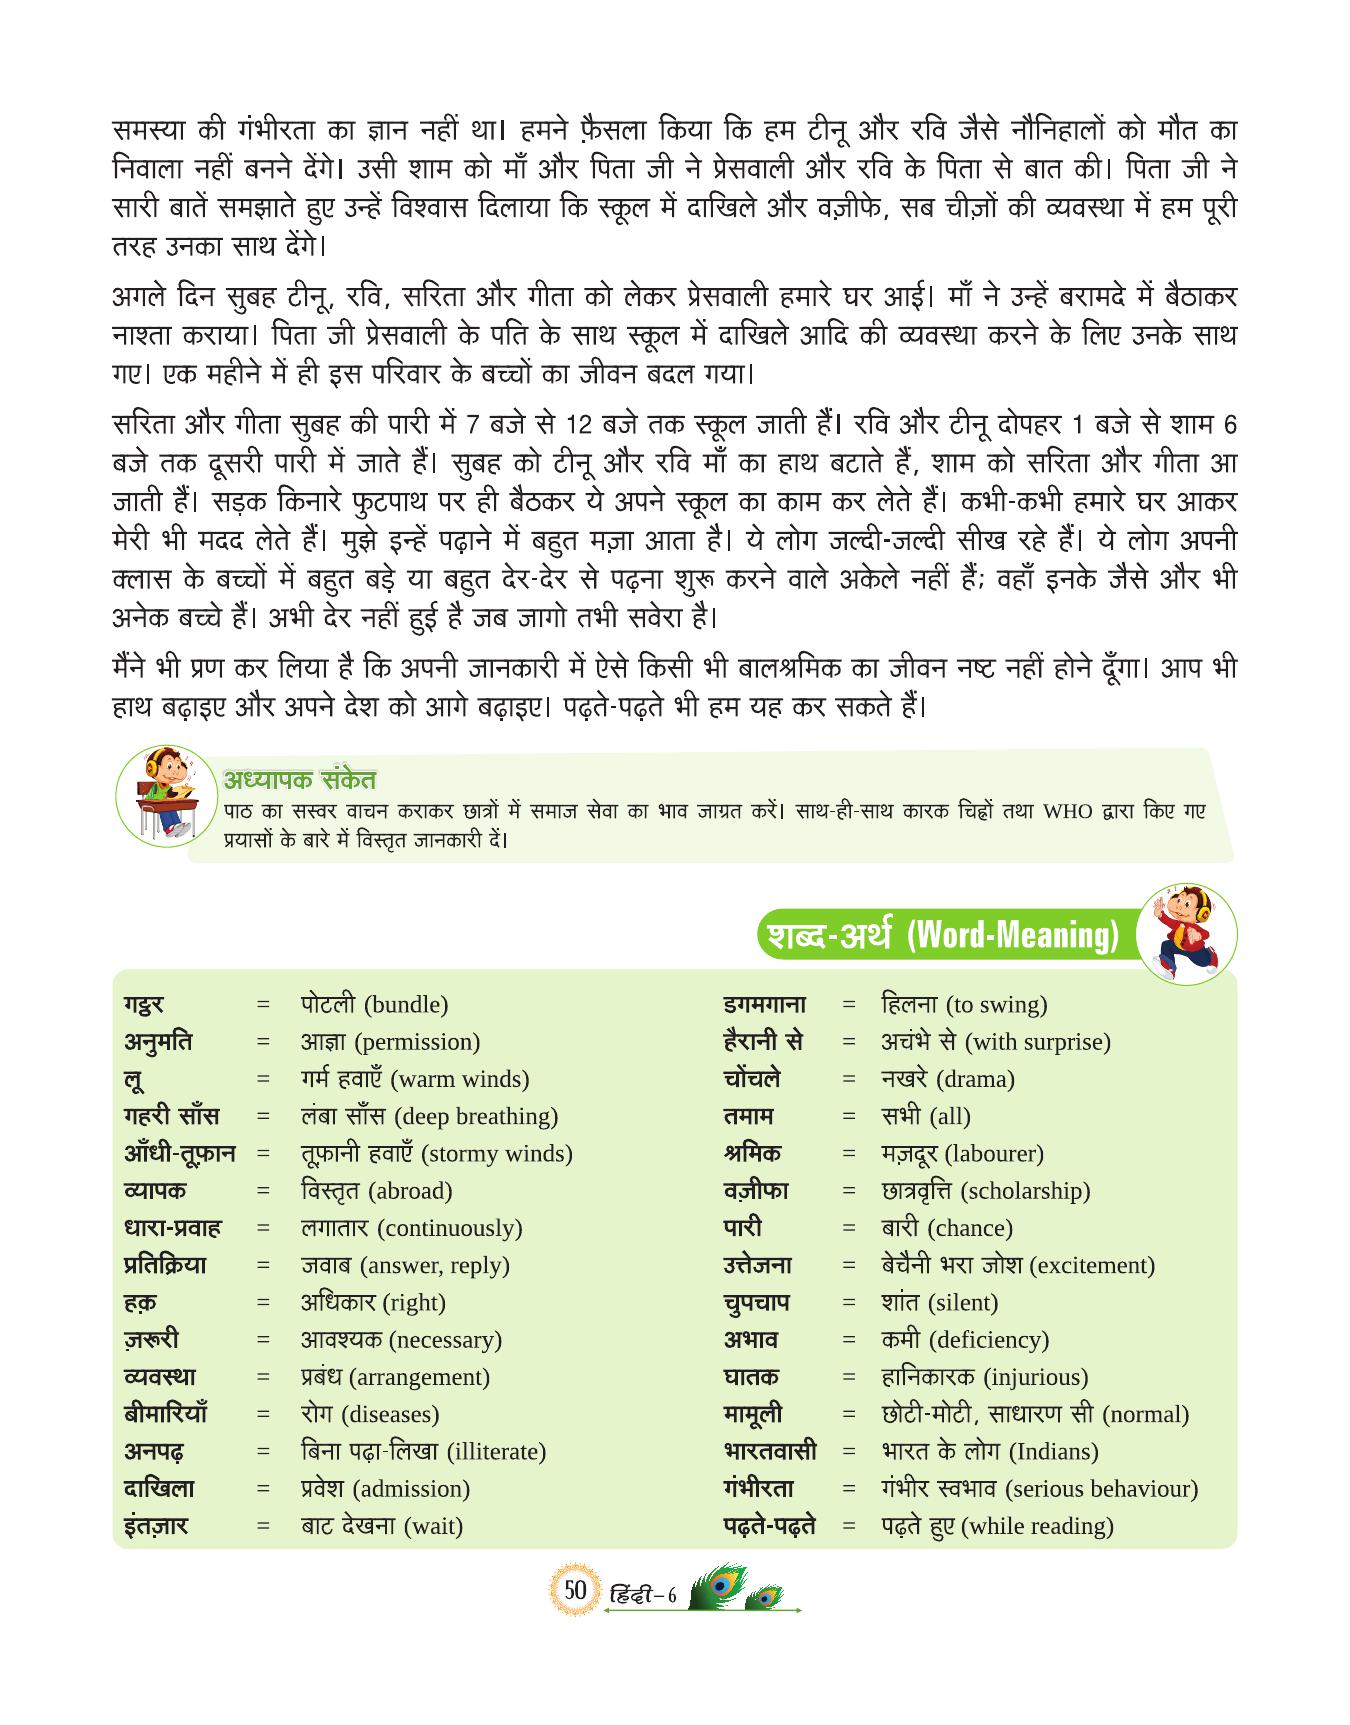 समस्या की गंभीरता का ज्ञान नहीं था। हमने फ़ैसला किया कि हम टीनू और रवि जैसे नौनिहालों को मौत का
निवाला नहीं बनने देंगे। उसी शाम को माँ और पिता जी ने प्रेसवाली और रवि के पिता से बात की। पिता जी ने
सारी बातें समझाते हुए उन्हें विश्वास दिलाया कि स्कूल में दाखिले और वज़ीफे, सब चीज़ों की व्यवस्था में हम पूरी
तरह उनका साथ देंगे।
अगले दिन सुबह टीनू, रवि, सरिता और गीता को लेकर प्रेसवाली हमारे घर आई। माँ ने उन्हें बरामदे में बैठाकर
नाश्ता कराया। पिता जी प्रेसवाली के पति के साथ स्कूल में दाखिले आदि की व्यवस्था करने के लिए उनके साथ
गए। एक महीने में ही इस परिवार के बच्चों का जीवन बदल गया।
सरिता और गीता सुबह की पारी में 7 बजे से 12 बजे तक स्कूल जाती हैं। रवि और टीनू दोपहर 1 बजे से शाम 6
बजे तक दूसरी पारी में जाते हैं। सुबह को टीनू और रवि माँ का हाथ बटाते हैं, शाम को सरिता और गीता आ
जाती हैं। सड़क किनारे फुटपाथ पर ही बैठकर ये अपने स्कूल का काम कर लेते हैं। कभी-कभी हमारे घर आकर
मेरी भी मदद लेते हैं। मुझे इन्हें पढ़ाने में बहुत मज़ा आता है। ये लोग जल्दी-जल्दी सीख रहे हैं। ये लोग अपनी
क्लास के बच्चों में बहुत बड़े या बहुत देर-देर से पढ़ना शुरू करने वाले अकेले नहीं हैं; वहाँ इनके जैसे और भी
अनेक बच्चे हैं। अभी देर नहीं हुई है जब जागो तभी सवेरा है।
मैंने भी प्रण कर लिया है कि अपनी जानकारी में ऐसे किसी भी बालश्रमिक का जीवन नष्ट नहीं होने दूँगा। आप भी
हाथ बढ़ाइए और अपने देश को आगे बढ़ाइए। पढ़ते-पढ़ते भी हम यह कर सकते हैं।
अध्यापक संकेत
पाठ का सस्वर वाचन कराकर छात्रों में समाज सेवा का भाव जाग्रत करें। साथ-ही-साथ कारक चिह्नों तथा WHO द्वारा किए गए
प्रयासों के बारे में विस्तृत जानकारी दें।
शब्द-अर्थ (Word-Meaning)
गट्ठर = पोटली (bundle)
अनुमति = आज्ञा (permission)
लू = गर्म हवाएँ (warm winds)
गहरी साँस = लंबा साँस (deep breathing)
आँधी-तूफ़ान = तूफ़ानी हवाएँ (stormy winds)
व्यापक = विस्तृत (abroad)
धारा-प्रवाह = लगातार (continuously)
प्रतिक्रिया = जवाब (answer, reply)
हक़ = अधिकार (right)
ज़रूरी = आवश्यक (necessary)
व्यवस्था = प्रबंध (arrangement)
बीमारियाँ = रोग (diseases)
अनपढ़ = बिना पढ़ा-लिखा (illiterate)
दाखिला = प्रवेश (admission)
इंतज़ार = बाट देखना (wait)
डगमगाना = हिलना (to swing)
हैरानी से = अचंभे से (with surprise)
चोंचले = नखरे (drama)
तमाम = सभी (all)
श्रमिक = मज़दूर (labourer)
वज़ीफा = छात्रवृत्ति (scholarship)
पारी = बारी (chance)
उत्तेजना = बेचैनी भरा जोश (excitement)
चुपचाप = शांत (silent)
अभाव = कमी (deficiency)
घातक = हानिकारक (injurious)
मामूली = छोटी-मोटी, साधारण सी (normal)
भारतवासी = भारत के लोग (Indians)
गंभीरता = गंभीर स्वभाव (serious behaviour)
पढ़ते-पढ़ते = पढ़ते हुए (while reading)
50 हिंदी–6